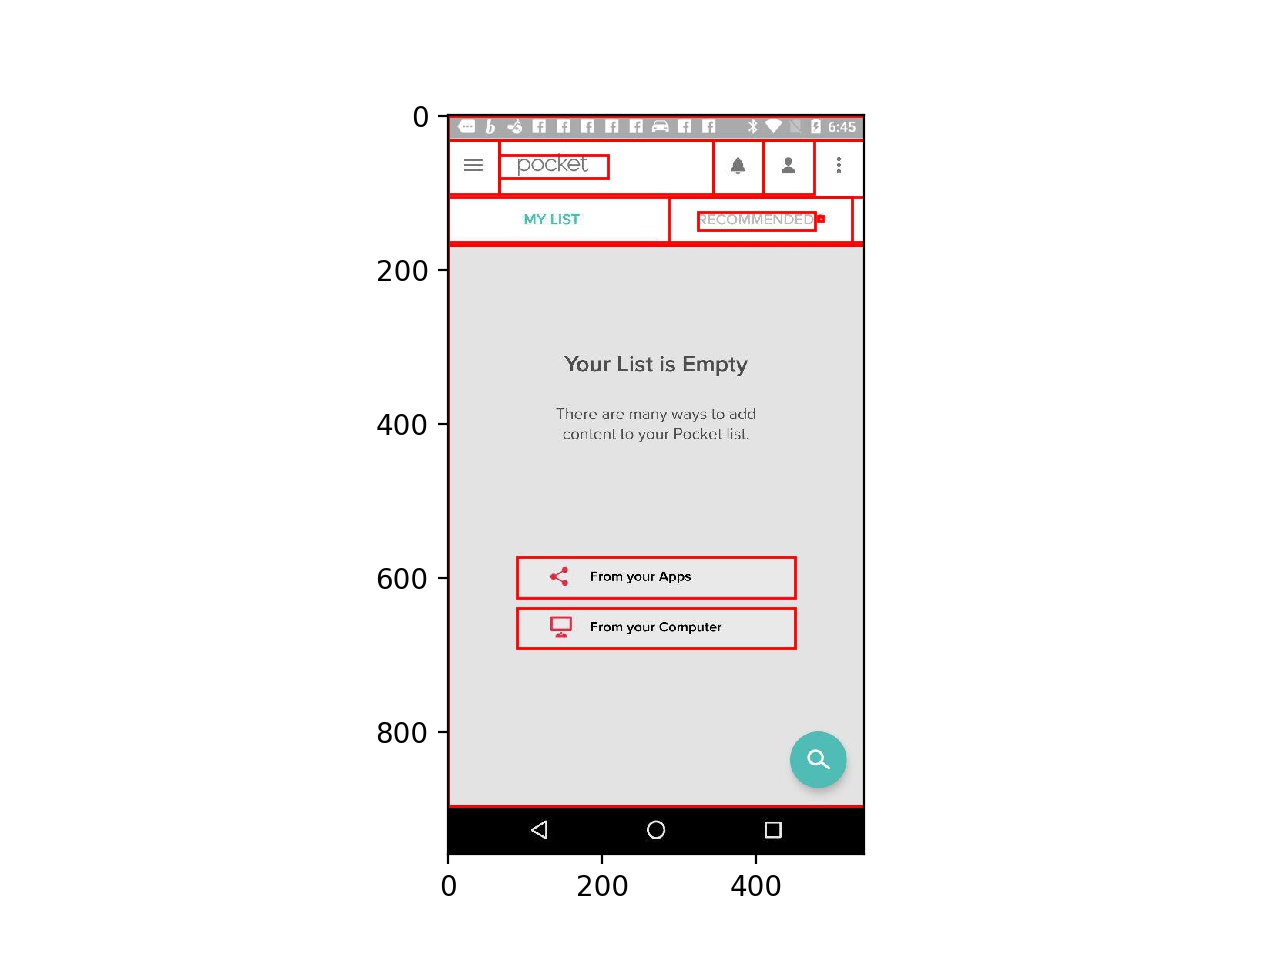 0
6:45
pocket
MY LIST
RECOMMENDED
200
Your List is Empty
400
There are many ways to add
content to your Pocket list.
600
From your Apps
From your Computer
800
0
200
400